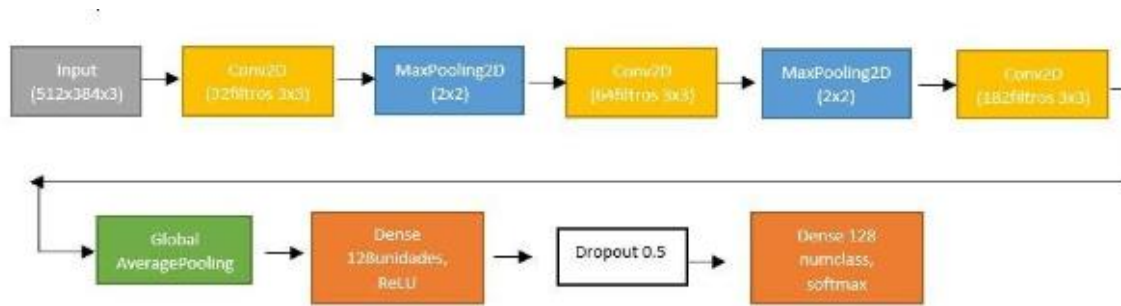 Input
(512x384x3)
Conv2D
(32filtros 3x3)
MaxPooling2D
(2x2)
Conv2D
(64filtros 3x3)
MaxPooling2D
(2x2)
Conv2D
(182filtros 3x3)
Global
AveragePooling
Dense
128unidades,
ReLU
Dropout 0.5
Dense 128
numclass,
softmax